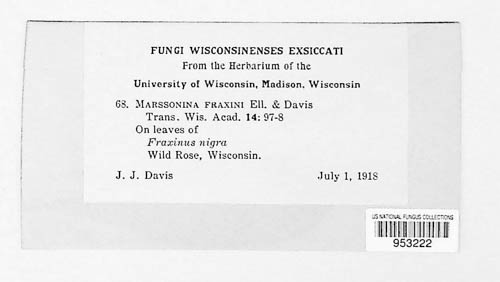 FUNGI WISCONSINENSES EXSICCATI
From the Herbarium of the
University of Wisconsin, Madison, Wisconsin
68. MARSSONINA FRAXINI Ell. & Davis
Trans. Wis. Acad. 14: 97-8
On leaves of
Fraxinus nigra
Wild Rose, Wisconsin.
J. J. Davis July 1, 1918
US NATIONAL FUNGUS COLLECTIONS
953222